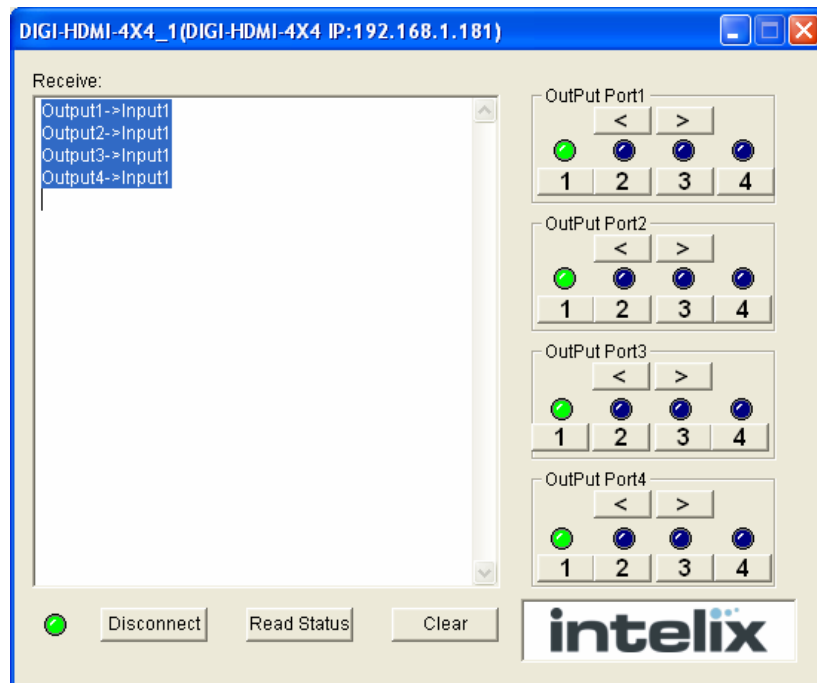 DIGI-HDMI-4X4_1(DIGI-HDMI-4X4 IP:192.168.1.181)
Receive:
Output1->Input1
Output2->Input1
Output3->Input1
Output4->Input1
OutPut Port1
< >
1 2 3 4
OutPut Port2
< >
1 2 3 4
OutPut Port3
< >
1 2 3 4
OutPut Port4
< >
1 2 3 4
Disconnect Read Status Clear
intelix